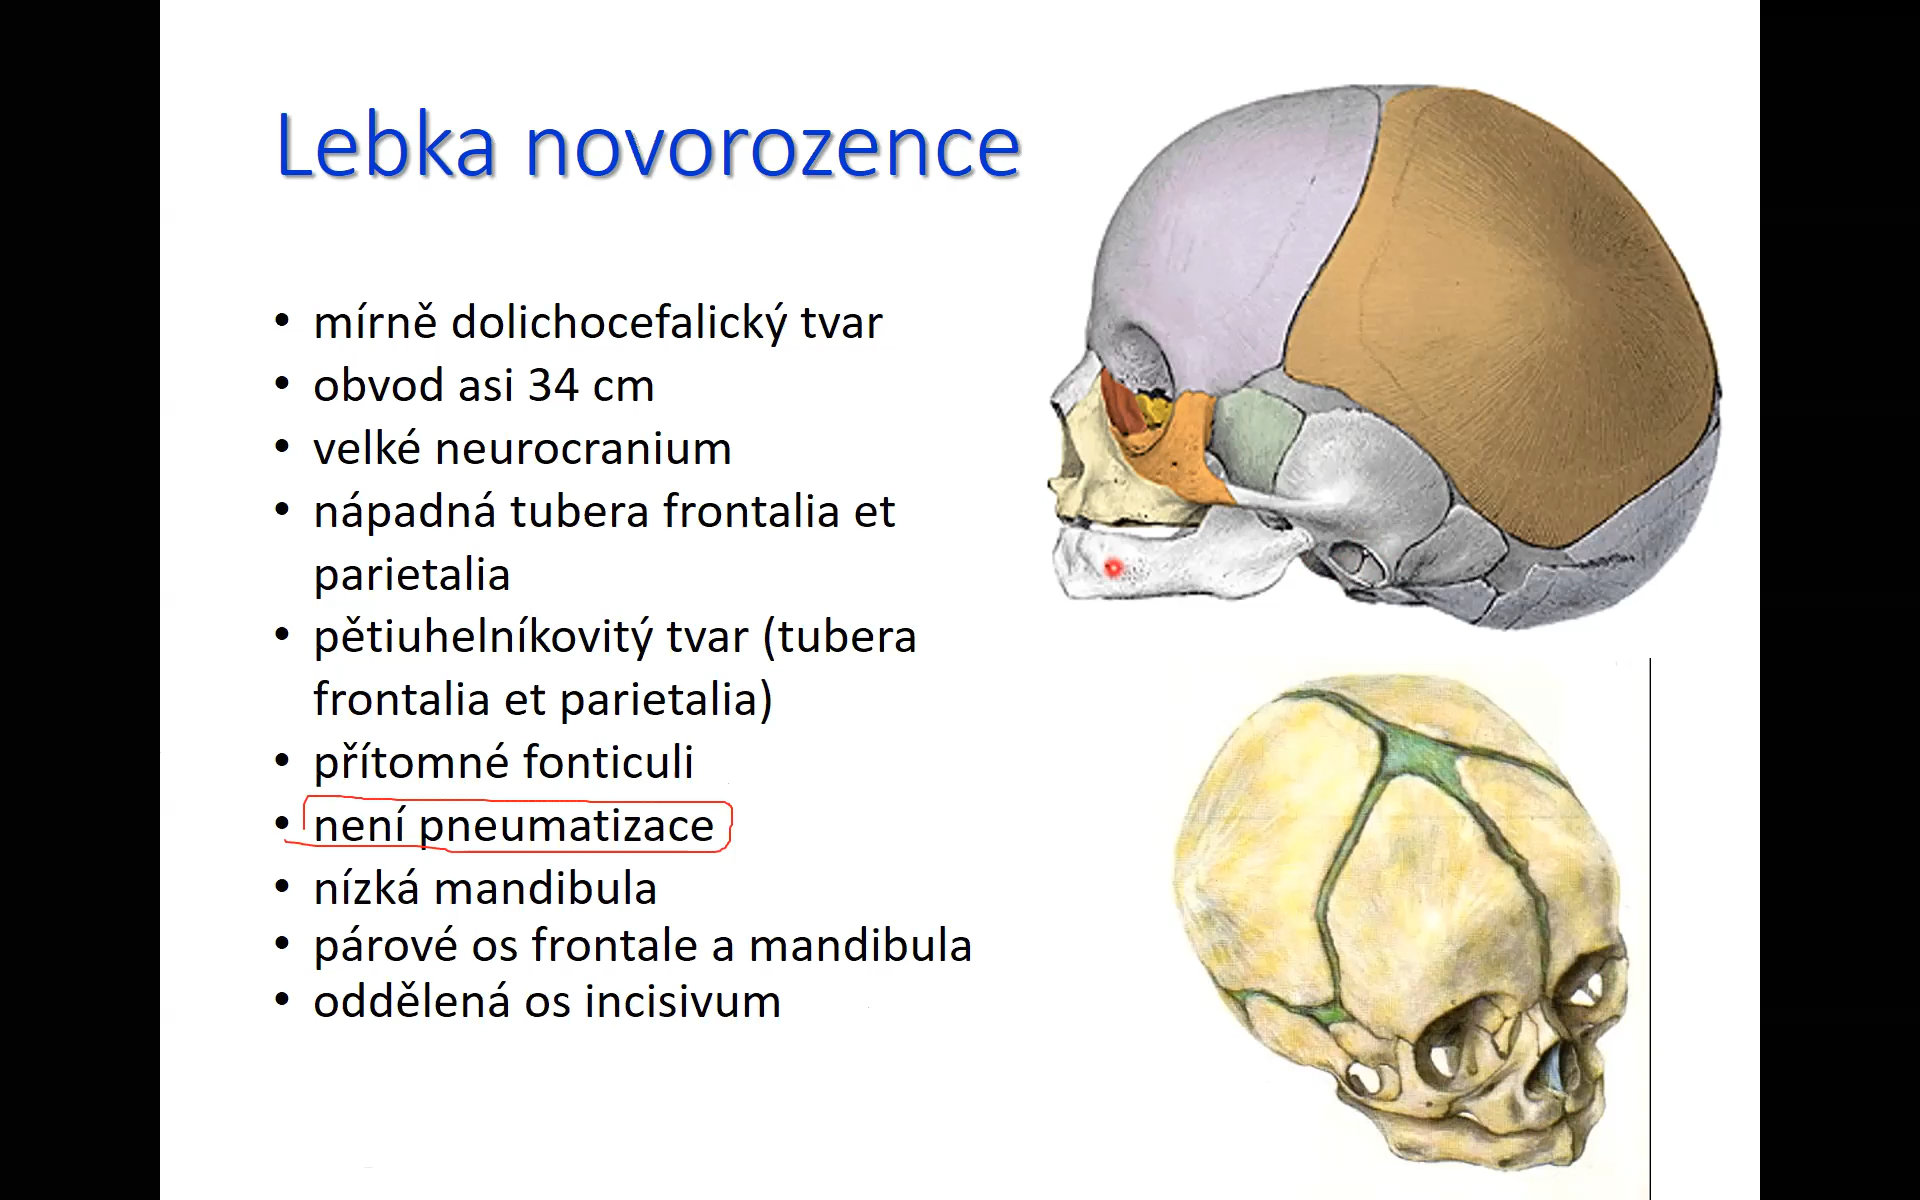 Lebka novorozence
• mírně dolichocefalický tvar
• obvod asi 34 cm
• velké neurocranium
• nápadná tubera frontalia et
parietalia
• pětiuhelníkovitý tvar (tubera
frontalia et parietalia)
• přítomné fonticuli
• není pneumatizace
• nízká mandibula
• párové os frontale a mandibula
• oddělená os incisivum